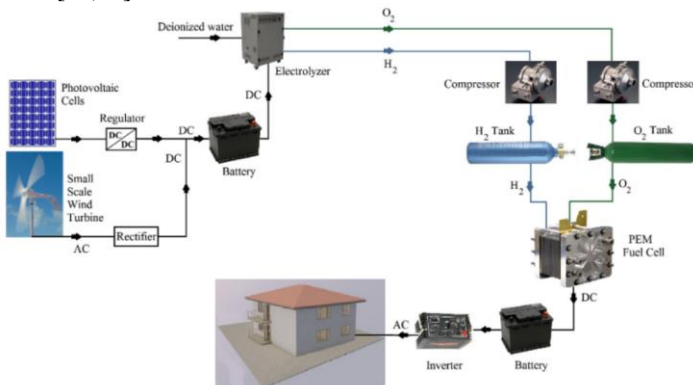 O2
Deionized water
H2
Electrolyzer
Compressor
Compressor
Photovoltaic
Cells
DC
Regulator
DC
DC
DC
DC
Battery
H2 Tank
O2 Tank
Small
Scale
Wind
Turbine
H2
O2
AC
Rectifier
PEM
Fuel Cell
DC
AC
Inverter
Battery